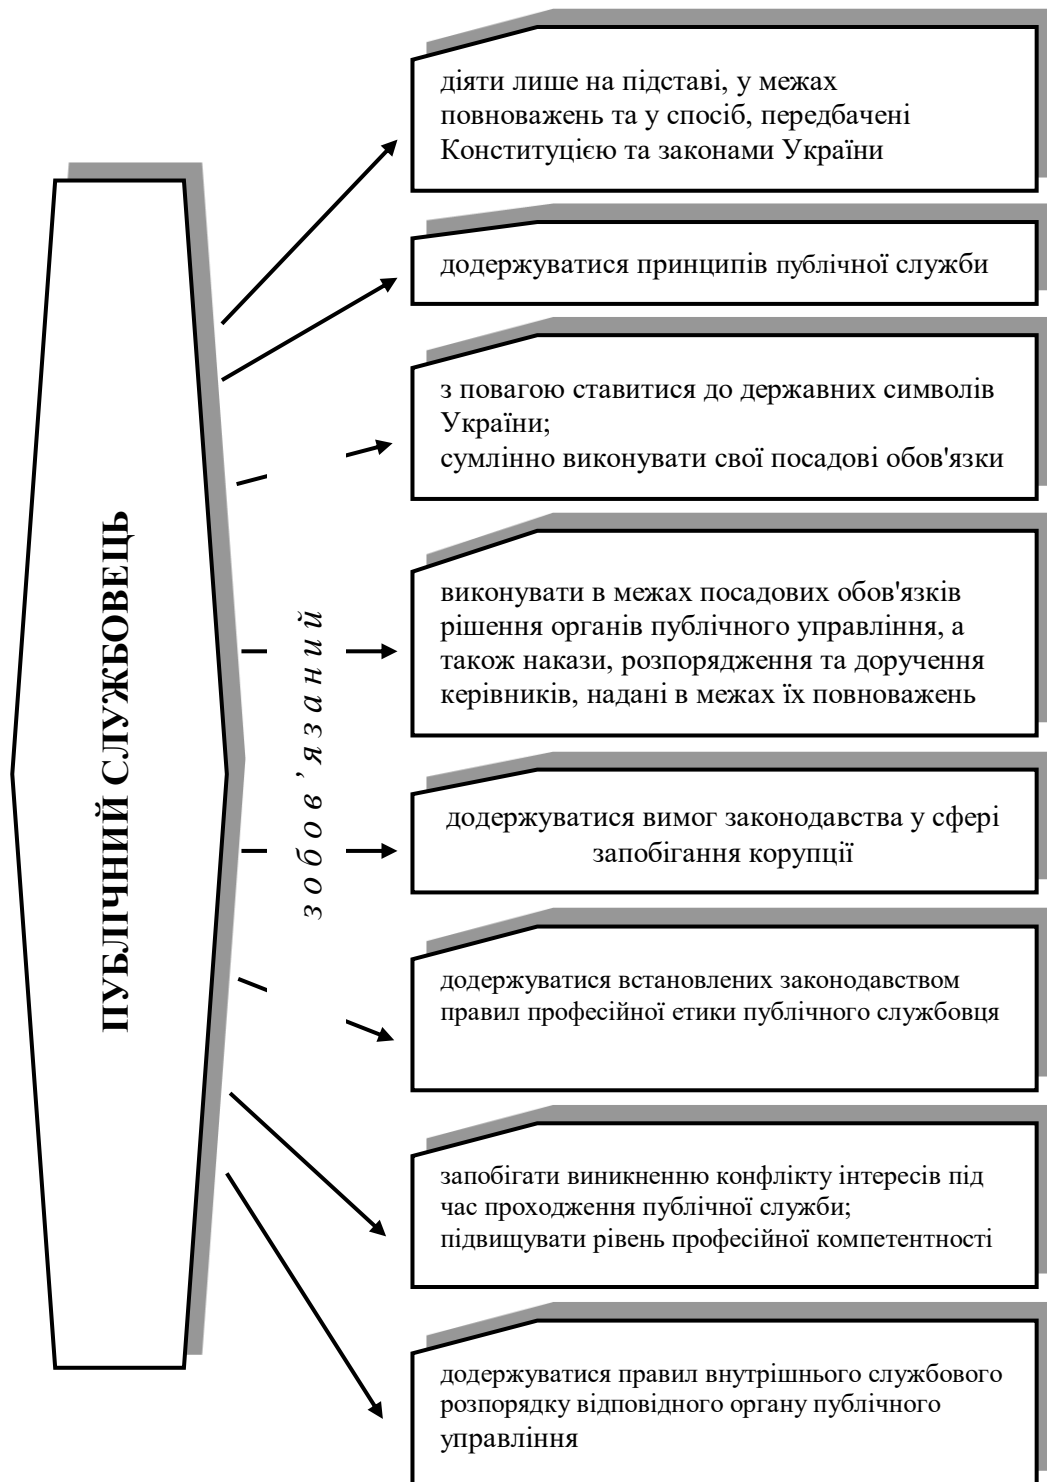 ПУБЛІЧНИЙ СЛУЖБОВЕЦЬ
зобов’язаний
діяти лише на підставі, у межах
повноважень та у спосіб, передбачені
Конституцією та законами України
додержуватися принципів публічної служби
з повагою ставитися до державних символів
України;
сумлінно виконувати свої посадові обов'язки
виконувати в межах посадових обов'язків
рішення органів публічного управління, а
також накази, розпорядження та доручення
керівників, надані в межах їх повноважень
додержуватися вимог законодавства у сфері
запобігання корупції
додержуватися встановлених законодавством
правил професійної етики публічного службовця
запобігати виникненню конфлікту інтересів під
час проходження публічної служби;
підвищувати рівень професійної компетентності
додержуватися правил внутрішнього службового
розпорядку відповідного органу публічного
управління